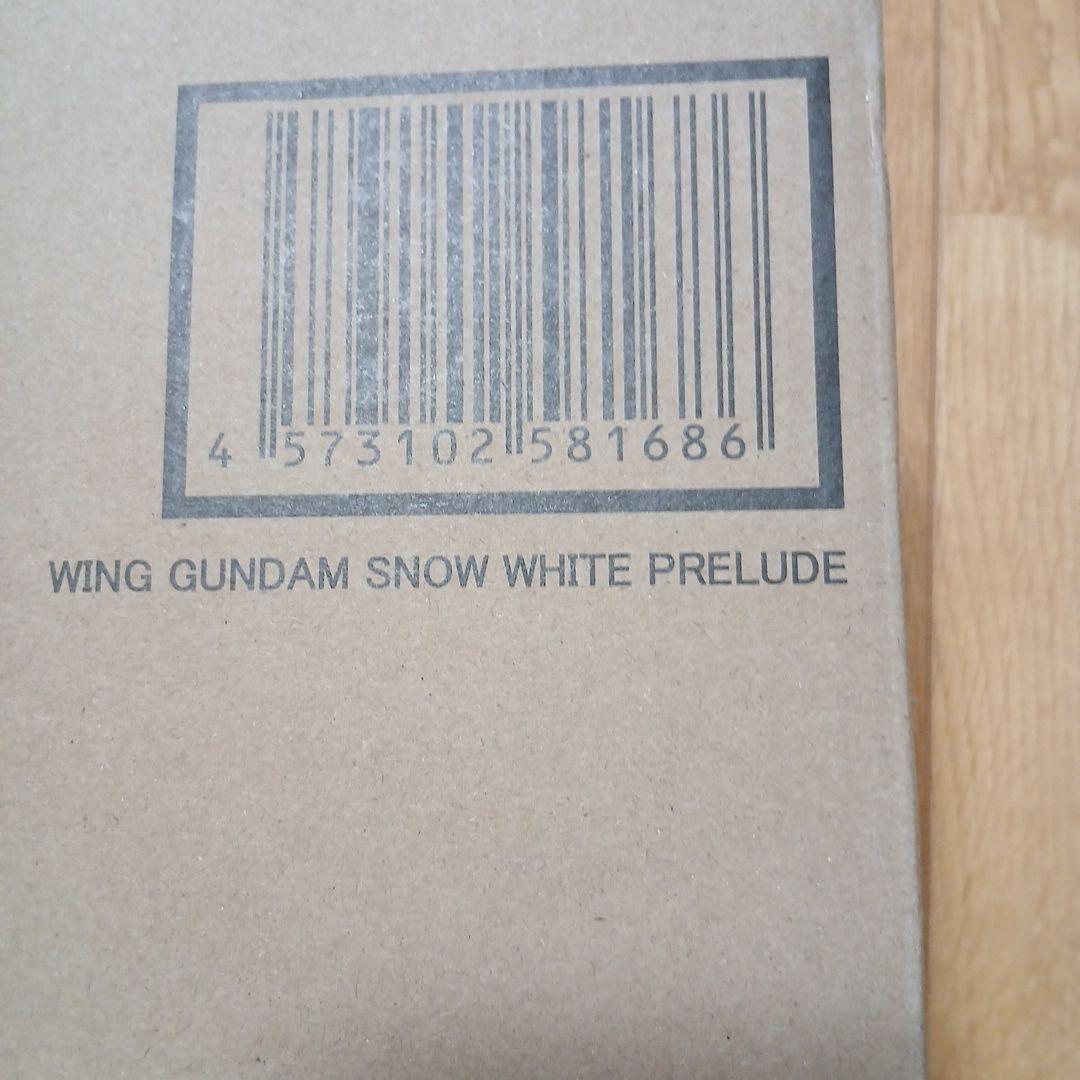 4 573102 581686
WING GUNDAM SNOW WHITE PRELUDE